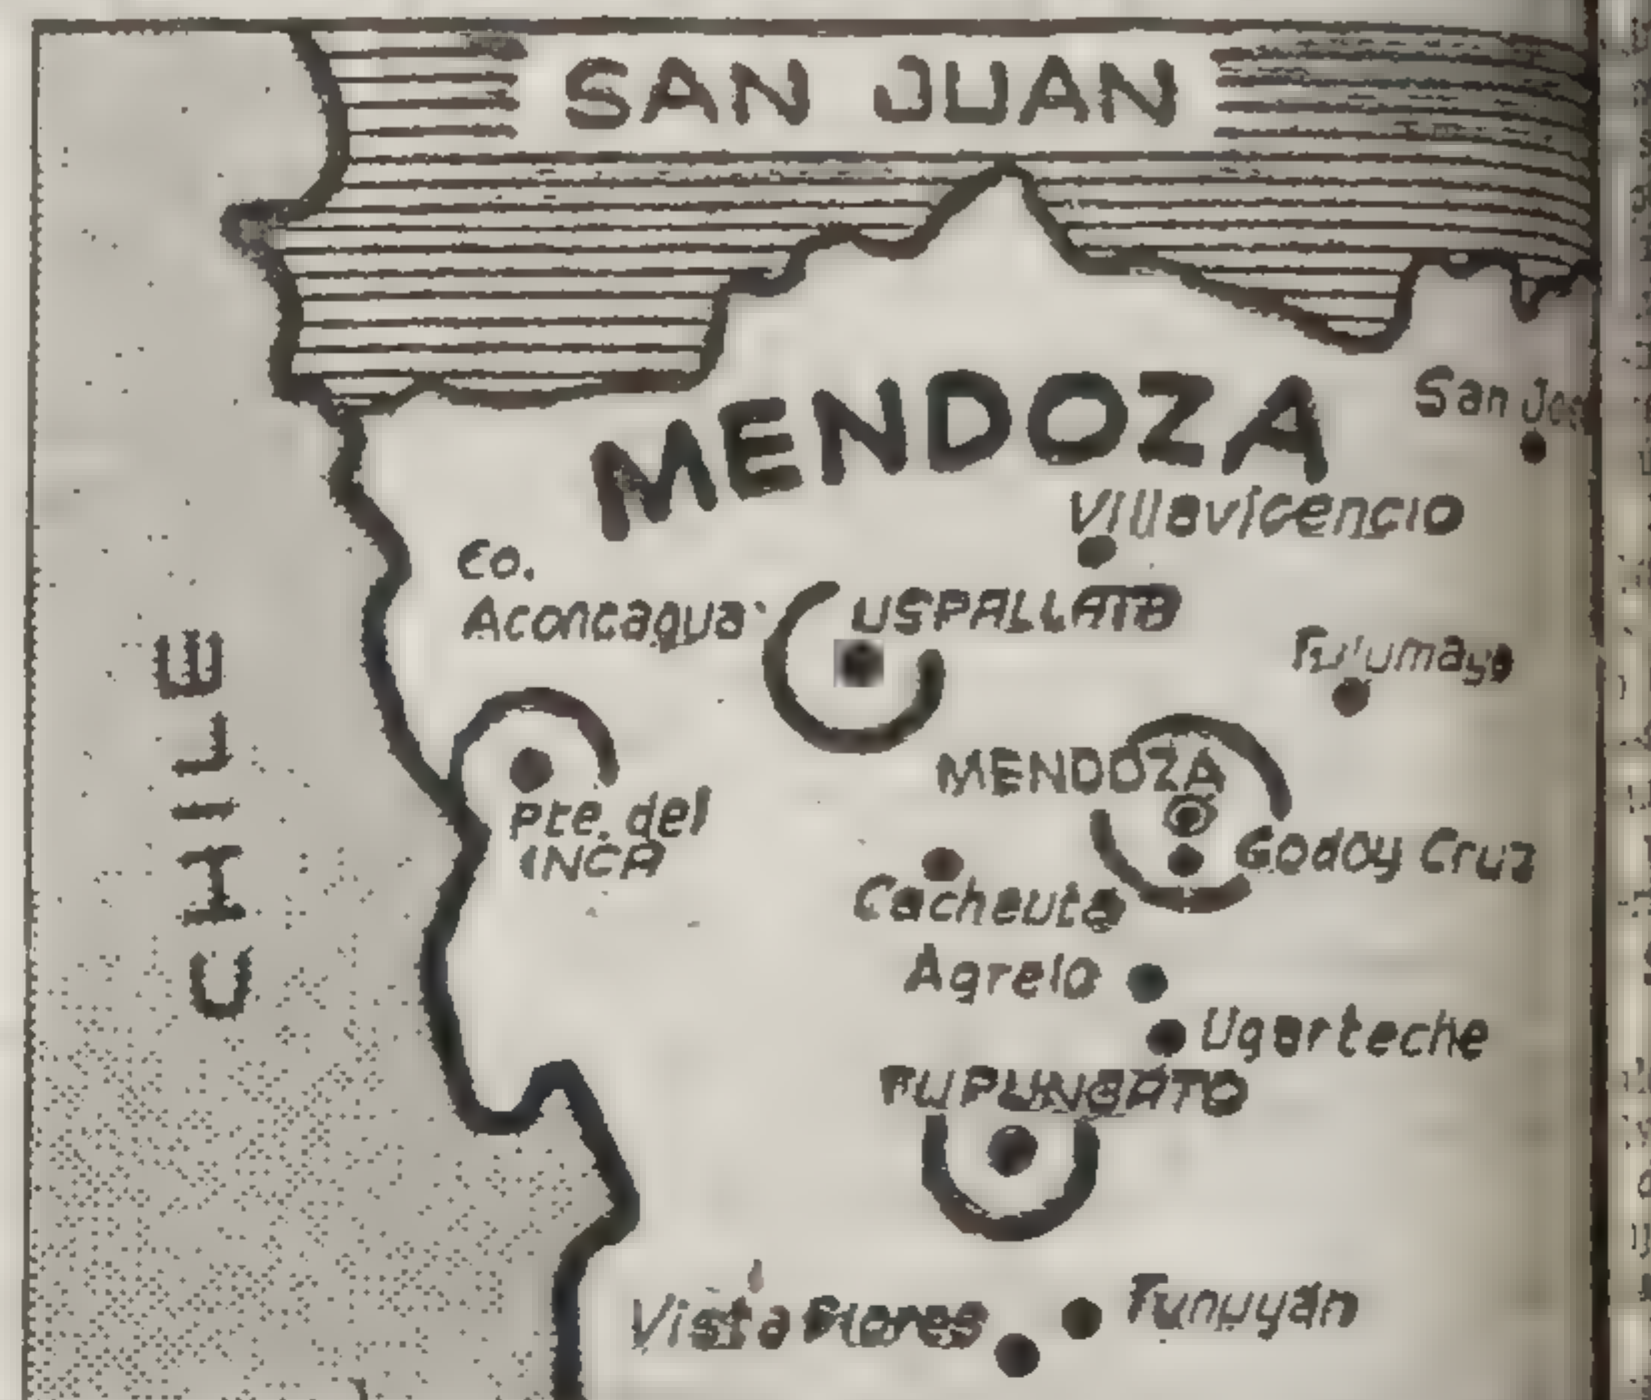 SAN JUAN
MENDOZA
San
Villavicencio
Co.
Aconcagua
USPALLATA
CHILE
MENDOZA
Pte. del
INCA
Godoy Cruz
Cacheuta
Agrelo
Ugarteche
TUPUNGATO
Vista Flores
Tunuyán